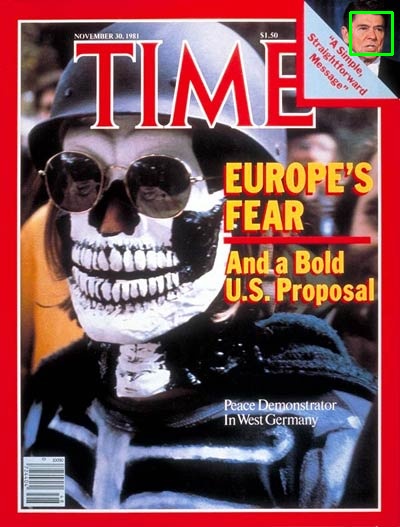 NOVEMBER 30, 1981
$1.50
TIME
"A Simple,
Straightforward
Message"
EUROPE'S
FEAR
And a Bold
U.S. Proposal
Peace Demonstrator
In West Germany